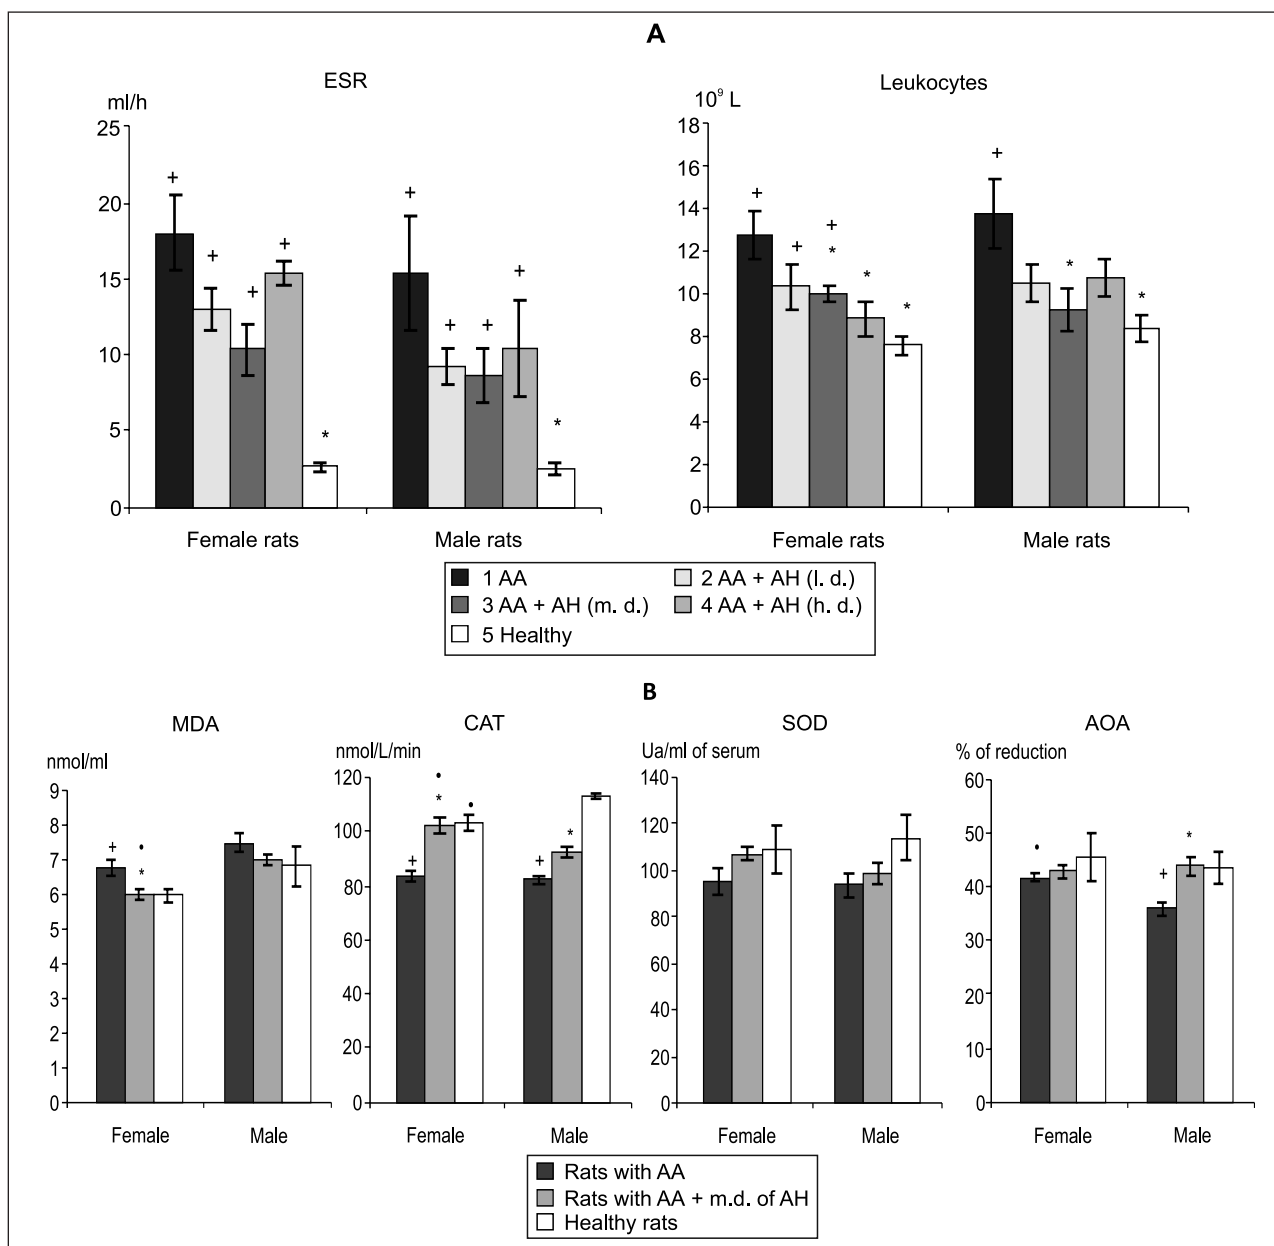 A
ESR
ml/h
25
20
15
10
5
0
+ + + + *
+ + + + *
Female rats Male rats
Leukocytes
10⁹ L
18
16
14
12
10
8
6
4
2
0
+ + + * * *
+ * *
Female rats Male rats
1 AA 2 AA + AH (l. d.)
3 AA + AH (m. d.) 4 AA + AH (h. d.)
5 Healthy
B
MDA
nmol/ml
9
8
7
6
5
4
3
2
1
0
+ • *
Female Male
CAT
nmol/L/min
120
100
80
60
40
20
0
+ • * •
+ *
Female Male
SOD
Ua/ml of serum
140
120
100
80
60
40
20
0
Female Male
AOA
% of reduction
60
50
40
30
20
10
0
•
+ *
Female Male
Rats with AA
Rats with AA + m.d. of AH
Healthy rats